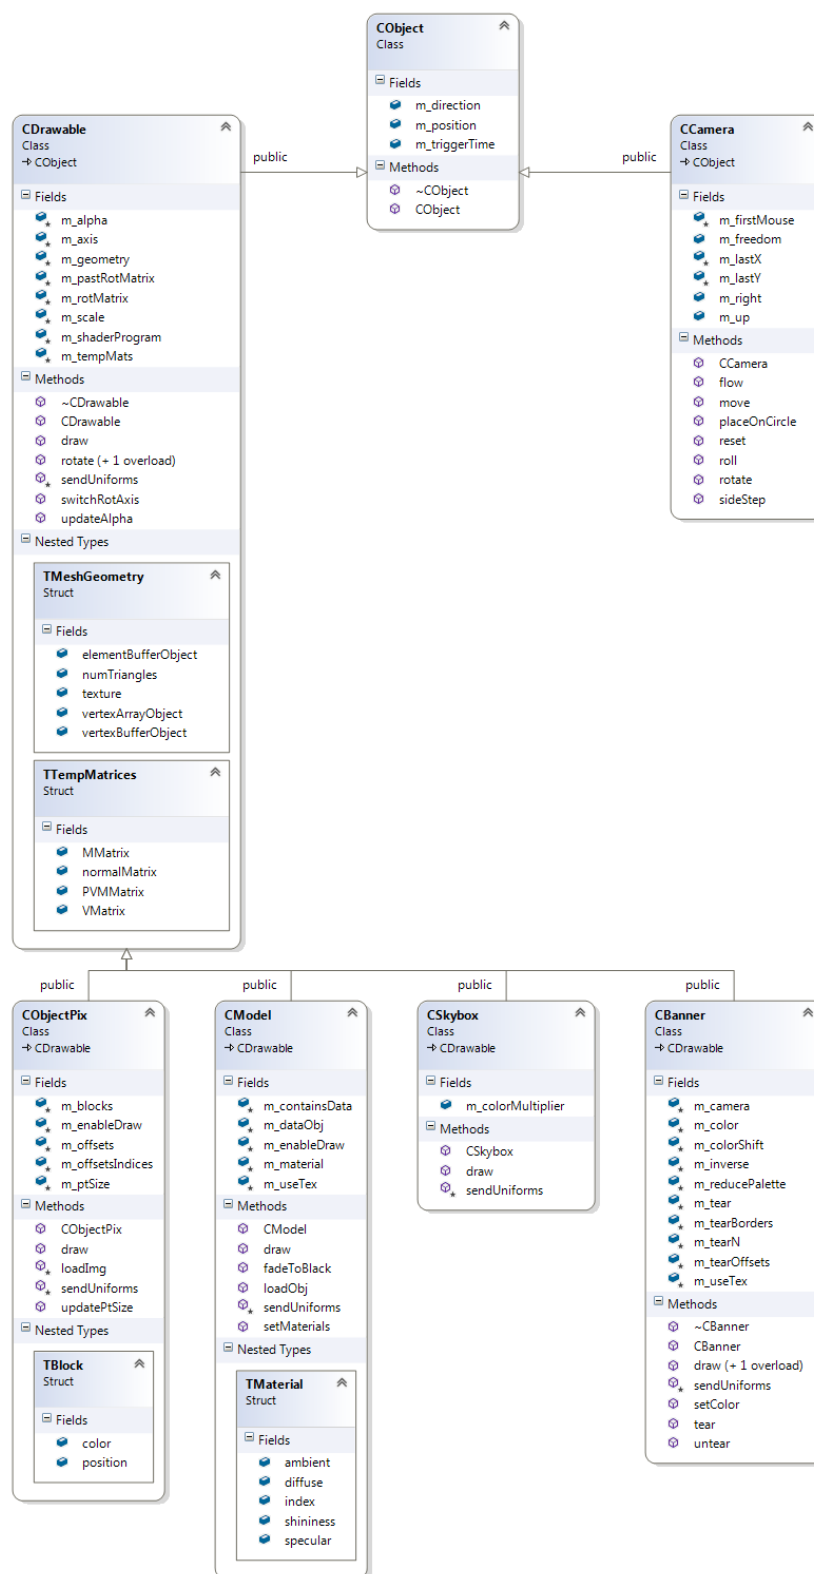 CObject
Class
Fields
m_direction
m_position
m_triggerTime
Methods
~CObject
CObject
CDrawable
Class
CObject
Fields
m_alpha
m_axis
m_geometry
m_pastRotMatrix
m_rotMatrix
m_scale
m_shaderProgram
m_tempMats
Methods
~CDrawable
CDrawable
draw
rotate (+ 1 overload)
sendUniforms
switchRotAxis
updateAlpha
Nested Types
TMeshGeometry
Struct
Fields
elementBufferObject
numTriangles
texture
vertexArrayObject
vertexBufferObject
TTempMatrices
Struct
Fields
MMatrix
normalMatrix
PVMMatrix
VMatrix
public
public
CCamera
Class
CObject
Fields
m_firstMouse
m_freedom
m_lastX
m_lastY
m_right
m_up
Methods
CCamera
flow
move
placeOnCircle
reset
roll
rotate
sideStep
public
public
public
public
CObjectPix
Class
CDrawable
Fields
m_blocks
m_enableDraw
m_offsets
m_offsetsIndices
m_ptSize
Methods
CObjectPix
draw
loadImg
sendUniforms
updatePtSize
Nested Types
TBlock
Struct
Fields
color
position
CModel
Class
CDrawable
Fields
m_containsData
m_dataObj
m_enableDraw
m_material
m_useTex
Methods
CModel
draw
fadeToBlack
loadObj
sendUniforms
setMaterials
Nested Types
TMaterial
Struct
Fields
ambient
diffuse
index
shininess
specular
CSkybox
Class
CDrawable
Fields
m_colorMultiplier
Methods
CSkybox
draw
sendUniforms
CBanner
Class
CDrawable
Fields
m_camera
m_color
m_colorShift
m_inverse
m_reducePalette
m_tear
m_tearBorders
m_tearN
m_tearOffsets
m_useTex
Methods
~CBanner
CBanner
draw (+ 1 overload)
sendUniforms
setColor
tear
untear